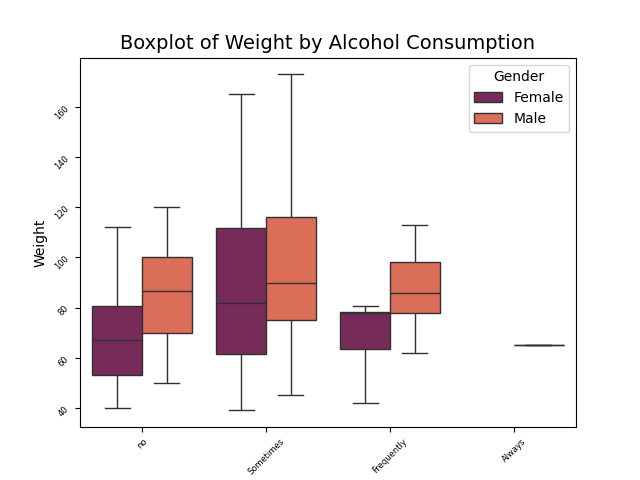 Boxplot of Weight by Alcohol Consumption
Gender
Female
Male
160
140
120
100
80
60
40
Weight
no
Sometimes
Frequently
Always